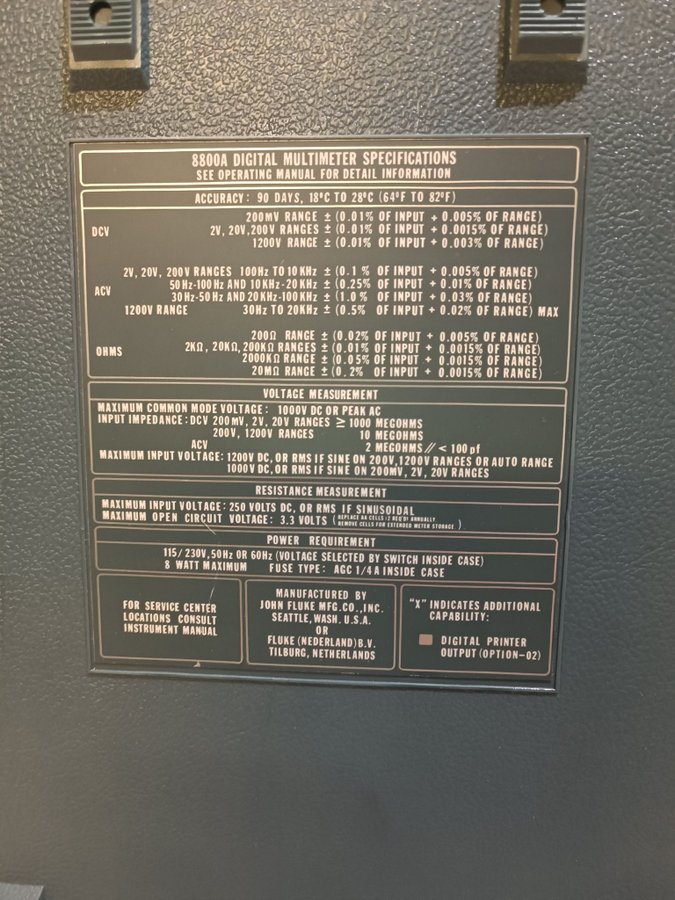 8800A DIGITAL MULTIMETER SPECIFICATIONS
SEE OPERATING MANUAL FOR DETAIL INFORMATION
ACCURACY: 90 DAYS, 18°C TO 28°C (64°F TO 82°F)
DCV
200MV RANGE ± (0.01% OF INPUT + 0.005% OF RANGE)
2V, 20V, 200V RANGES ± (0.01% OF INPUT + 0.0015% OF RANGE)
1200V RANGE ± (0.01% OF INPUT + 0.003% OF RANGE)
ACV
2V, 20V, 200V RANGES 100HZ TO 10KHZ ± (0.1 % OF INPUT + 0.005% OF RANGE)
50HZ-100HZ AND 10KHZ-20KHZ ± (0.25% OF INPUT + 0.01% OF RANGE)
30HZ-50HZ AND 20KHZ-100KHZ ± (1.0 % OF INPUT + 0.03% OF RANGE)
1200V RANGE 30HZ TO 20KHZ ± (0.5% OF INPUT + 0.02% OF RANGE) MAX
OHMS
200Ω RANGE ± (0.02% OF INPUT + 0.005% OF RANGE)
2KΩ, 20KΩ, 200KΩ RANGES ± (0.01% OF INPUT + 0.0015% OF RANGE)
2000KΩ RANGE ± (0.05% OF INPUT + 0.0015% OF RANGE)
20MΩ RANGE ± (0.2% OF INPUT + 0.0015% OF RANGE)
VOLTAGE MEASUREMENT
MAXIMUM COMMON MODE VOLTAGE: 1000V DC OR PEAK AC
INPUT IMPEDANCE: DCV 200MV, 2V, 20V RANGES ≥ 1000 MEGOHMS
200V, 1200V RANGES 10 MEGOHMS
ACV 2 MEGOHMS // < 100 pf
MAXIMUM INPUT VOLTAGE: 1200V DC, OR RMS IF SINE ON 200V, 1200V RANGES OR AUTO RANGE
1000V DC, OR RMS IF SINE ON 200MV, 2V, 20V RANGES
RESISTANCE MEASUREMENT
MAXIMUM INPUT VOLTAGE: 250 VOLTS DC, OR RMS IF SINUSOIDAL
MAXIMUM OPEN CIRCUIT VOLTAGE: 3.3 VOLTS (REPLACE AA CELLS (2 REQ'D) ANNUALLY
REMOVE CELLS FOR EXTENDED METER STORAGE.)
POWER REQUIREMENT
115/230V, 50HZ OR 60HZ (VOLTAGE SELECTED BY SWITCH INSIDE CASE)
8 WATT MAXIMUM FUSE TYPE: AGC 1/4 A INSIDE CASE
FOR SERVICE CENTER
LOCATIONS CONSULT
INSTRUMENT MANUAL
MANUFACTURED BY
JOHN FLUKE MFG.CO.,INC.
SEATTLE, WASH. U.S.A.
OR
FLUKE (NEDERLAND) B.V.
TILBURG, NETHERLANDS
"X" INDICATES ADDITIONAL
CAPABILITY:
DIGITAL PRINTER
OUTPUT (OPTION-02)